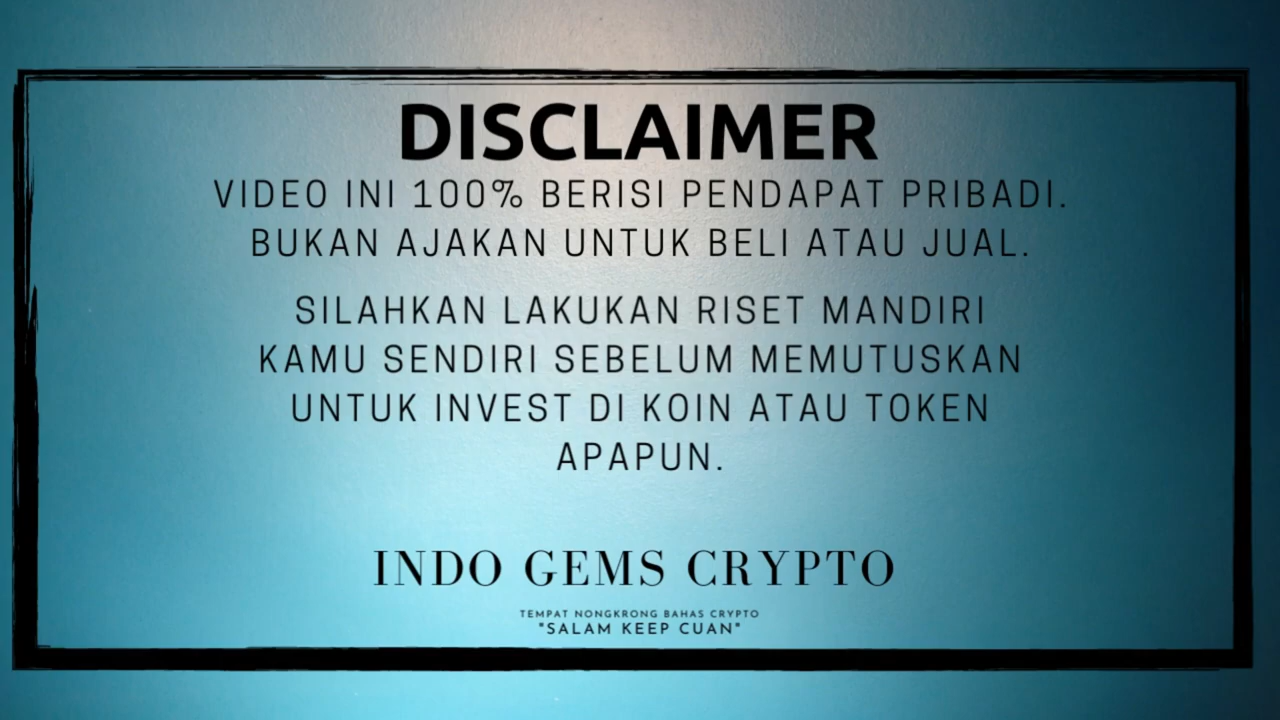 DISCLAIMER
VIDEO INI 100% BERISI PENDAPAT PRIBADI.
BUKAN AJAKAN UNTUK BELI ATAU JUAL.
SILAHKAN LAKUKAN RISET MANDIRI
KAMU SENDIRI SEBELUM MEMUTUSKAN
UNTUK INVEST DI KOIN ATAU TOKEN
APAPUN.
INDO GEMS CRYPTO
TEMPAT NONGKRONG BAHAS CRYPTO
"SALAM KEEP CUAN"